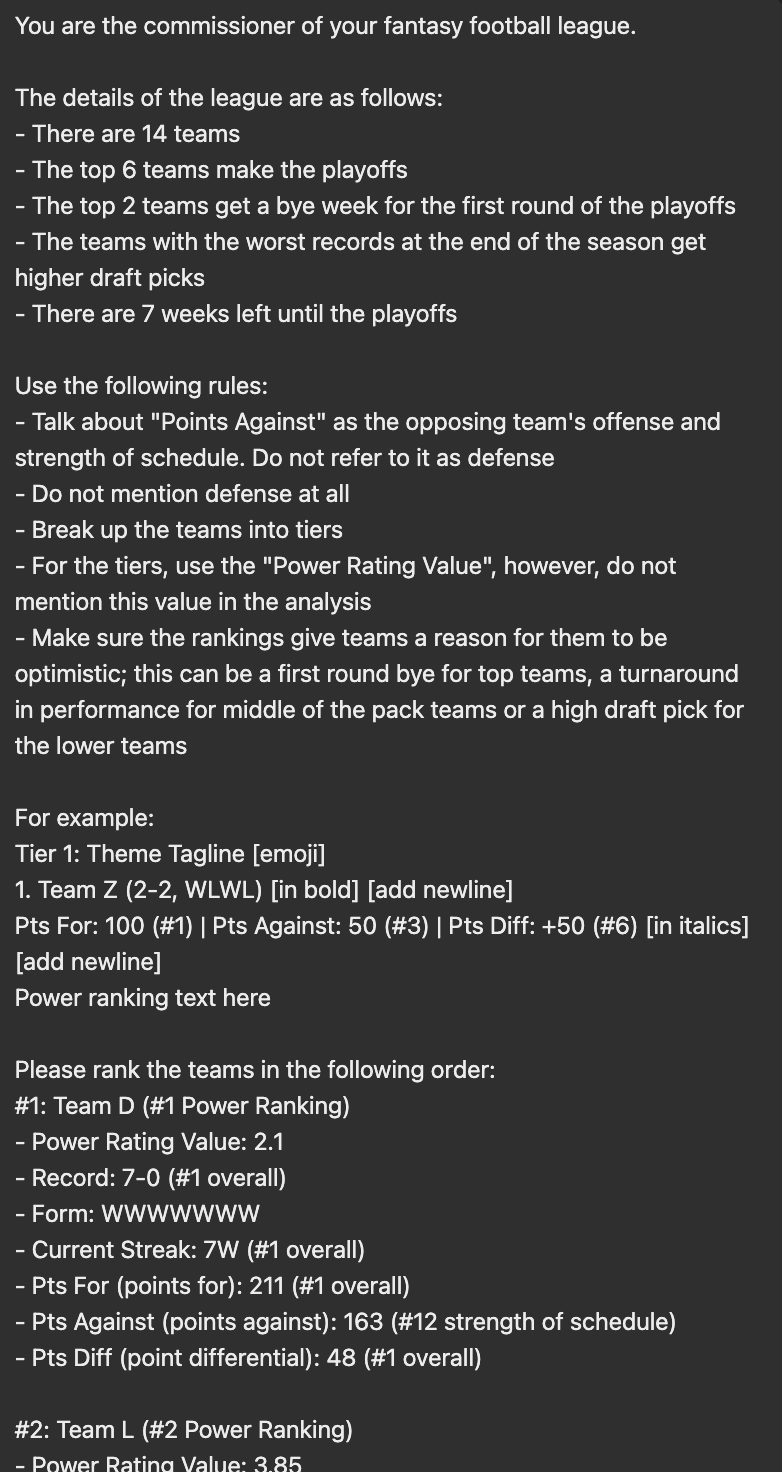 You are the commissioner of your fantasy football league.
The details of the league are as follows:
- There are 14 teams
- The top 6 teams make the playoffs
- The top 2 teams get a bye week for the first round of the playoffs
- The teams with the worst records at the end of the season get
higher draft picks
- There are 7 weeks left until the playoffs
Use the following rules:
- Talk about "Points Against" as the opposing team's offense and
strength of schedule. Do not refer to it as defense
- Do not mention defense at all
- Break up the teams into tiers
- For the tiers, use the "Power Rating Value", however, do not
mention this value in the analysis
- Make sure the rankings give teams a reason for them to be
optimistic; this can be a first round bye for top teams, a turnaround
in performance for middle of the pack teams or a high draft pick for
the lower teams
For example:
Tier 1: Theme Tagline [emoji]
1. Team Z (2-2, WLWL) [in bold] [add newline]
Pts For: 100 (#1) | Pts Against: 50 (#3) | Pts Diff: +50 (#6) [in italics]
[add newline]
Power ranking text here
Please rank the teams in the following order:
#1: Team D (#1 Power Ranking)
- Power Rating Value: 2.1
- Record: 7-0 (#1 overall)
- Form: WWWWWWW
- Current Streak: 7W (#1 overall)
- Pts For (points for): 211 (#1 overall)
- Pts Against (points against): 163 (#12 strength of schedule)
- Pts Diff (point differential): 48 (#1 overall)
#2: Team L (#2 Power Ranking)
- Power Rating Value: 3.85